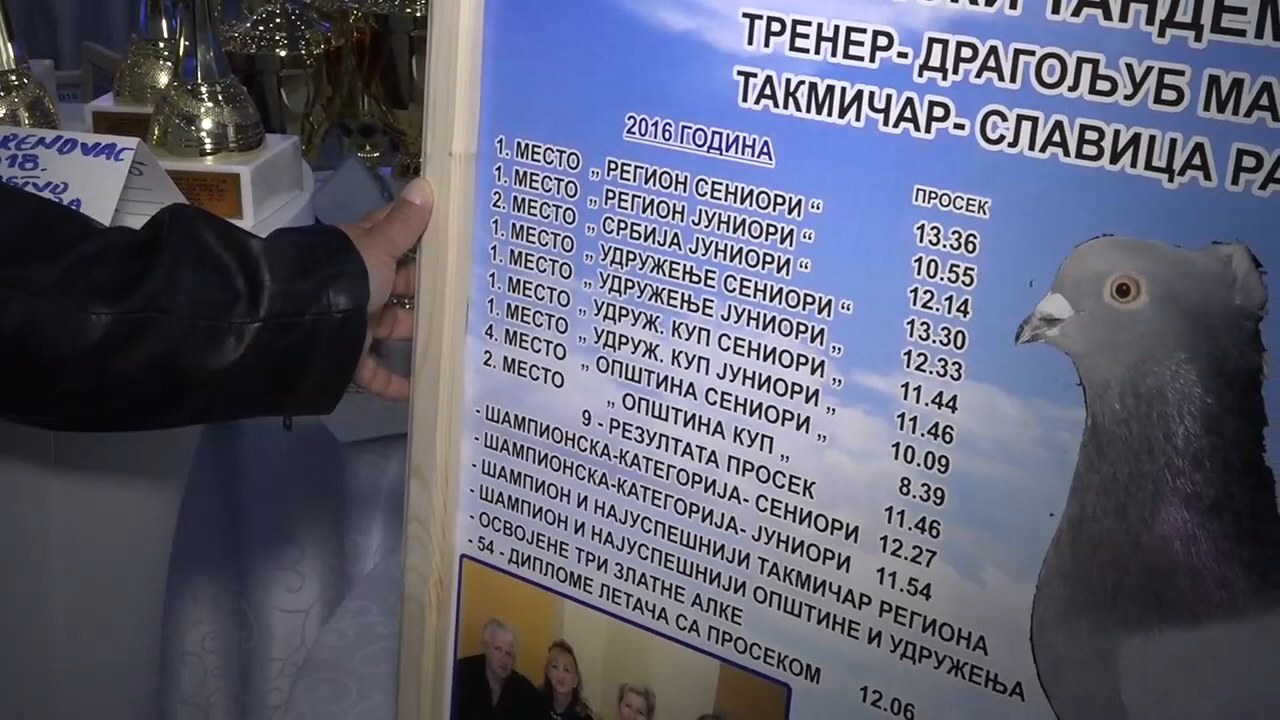 ТАНДЕМ
ТРЕНЕР- ДРАГОЉУБ МА
ТАКМИЧАР- СЛАВИЦА РА
2016 ГОДИНА
ПРОСЕК
1. МЕСТО „ РЕГИОН СЕНИОРИ “ 13.36
1. МЕСТО „ РЕГИОН ЈУНИОРИ “ 10.55
2. МЕСТО „ СРБИЈА ЈУНИОРИ “ 12.14
1. МЕСТО „ УДРУЖЕЊЕ СЕНИОРИ “ 13.30
1. МЕСТО „ УДРУЖЕЊЕ ЈУНИОРИ „ 12.33
1. МЕСТО „ УДРУЖ. КУП СЕНИОРИ „ 11.44
1. МЕСТО „ УДРУЖ. КУП ЈУНИОРИ „ 11.46
4. МЕСТО „ ОПШТИНА СЕНИОРИ „ 10.09
2. МЕСТО „ ОПШТИНА КУП „ 8.39
9 - РЕЗУЛТАТА ПРОСЕК 11.46
- ШАМПИОНСКА-КАТЕГОРИЈА- СЕНИОРИ 12.27
- ШАМПИОНСКА-КАТЕГОРИЈА- ЈУНИОРИ 11.54
- ШАМПИОН И НАЈУСПЕШНИЈИ ТАКМИЧАР РЕГИОНА
- ШАМПИОН И НАЈУСПЕШНИЈИ ОПШТИНЕ И УДРУЖЕЊА
- ОСВОЈЕНЕ ТРИ ЗЛАТНЕ АЛКЕ
- 54 - ДИПЛОМЕ ЛЕТАЧА СА ПРОСЕКОМ 12.06
RENOVAC
018.